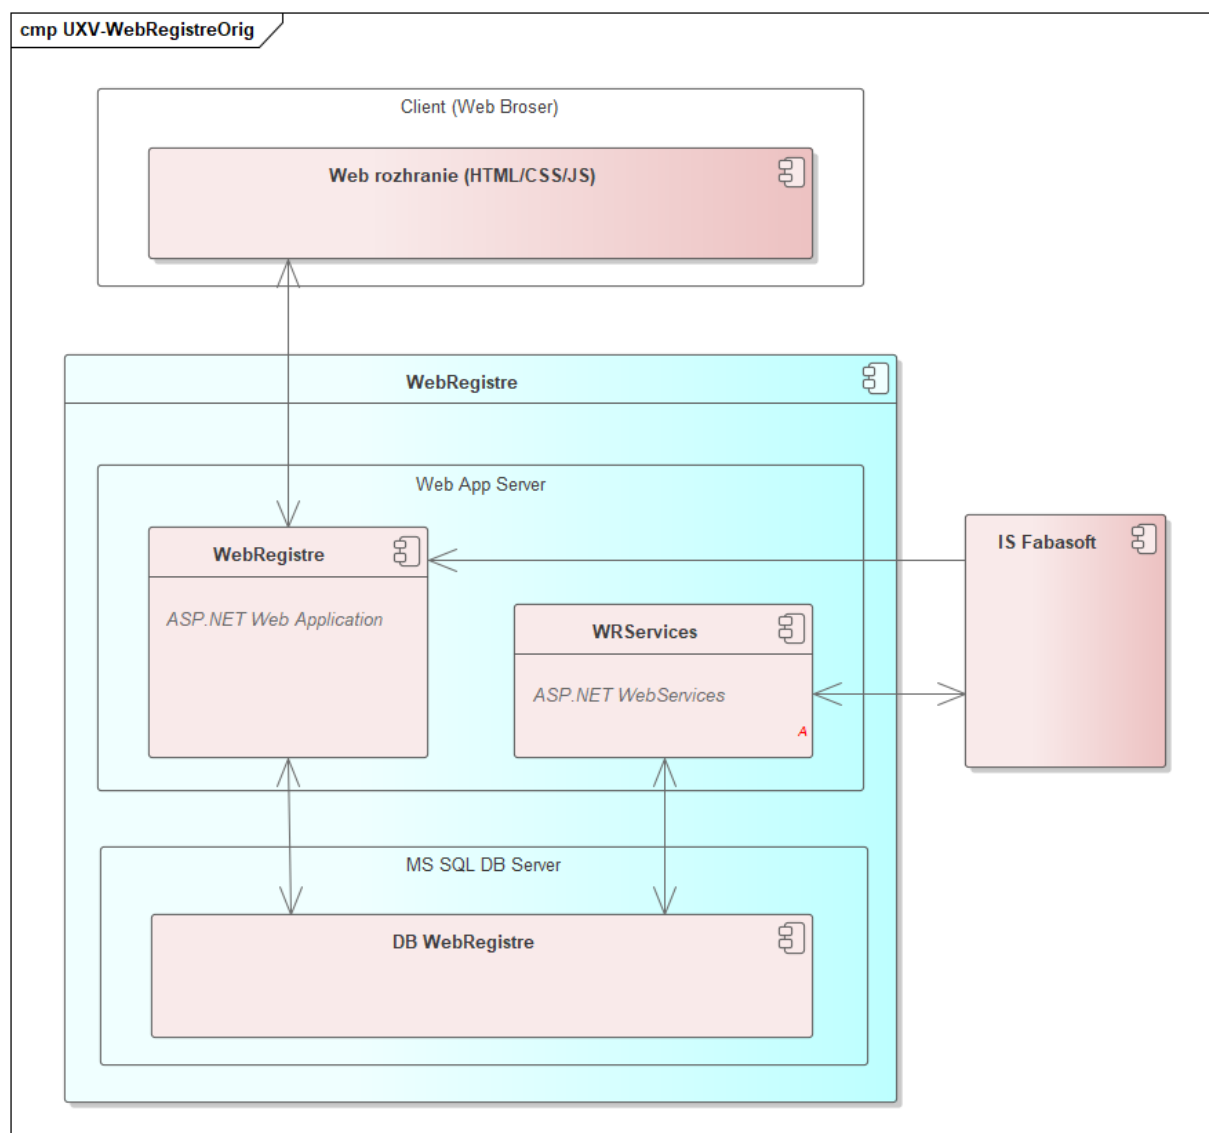 cmp UXV-WebRegistreOrig
Client (Web Broser)
Web rozhranie (HTML/CSS/JS)
WebRegistre
Web App Server
WebRegistre
ASP.NET Web Application
IS Fabasoft
WRServices
ASP.NET WebServices
A
MS SQL DB Server
DB WebRegistre